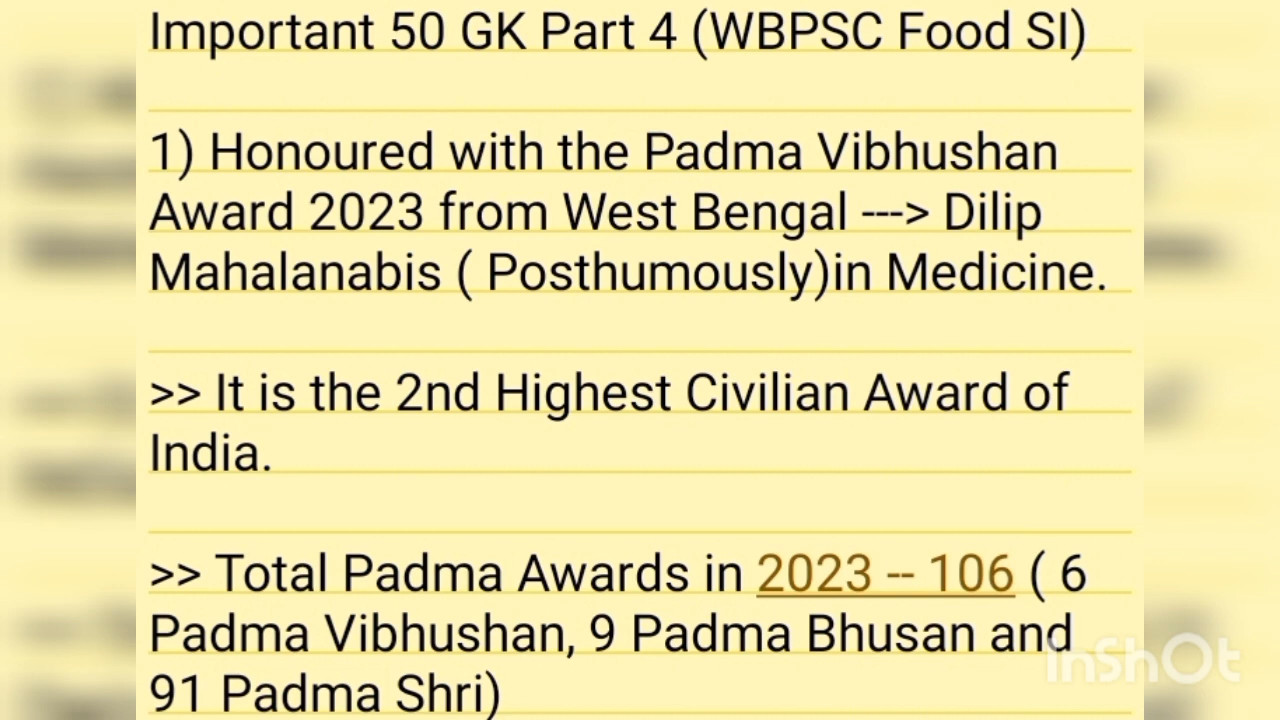 Important 50 GK Part 4 (WBPSC Food SI)
1) Honoured with the Padma Vibhushan
Award 2023 from West Bengal ---> Dilip
Mahalanabis ( Posthumously)in Medicine.
>> It is the 2nd Highest Civilian Award of
India.
>> Total Padma Awards in 2023 -- 106 ( 6
Padma Vibhushan, 9 Padma Bhusan and
91 Padma Shri)
InShOt